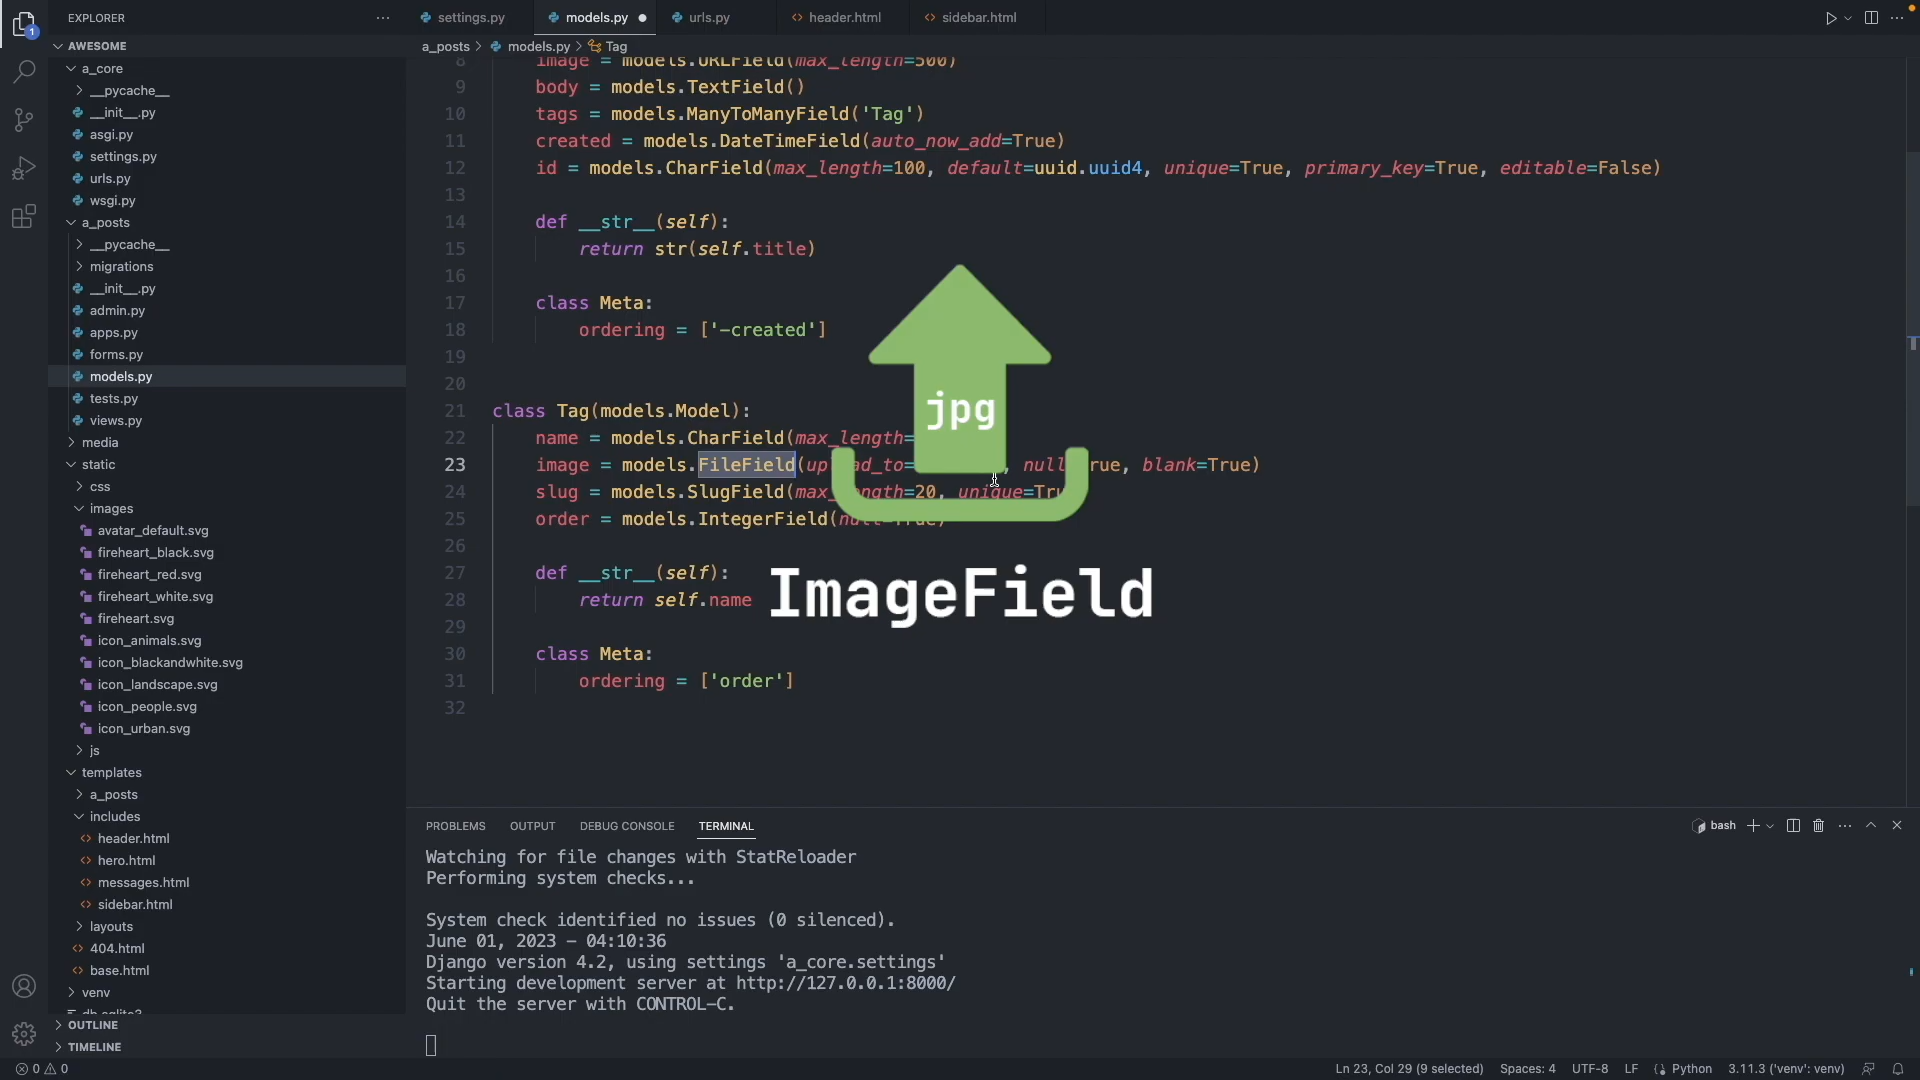 EXPLORER
AWESOME
a_core
__pycache__
__init__.py
asgi.py
settings.py
urls.py
wsgi.py
a_posts
__pycache__
migrations
__init__.py
admin.py
apps.py
forms.py
models.py
tests.py
views.py
media
static
css
images
avatar_default.svg
fireheart_black.svg
fireheart_red.svg
fireheart_white.svg
fireheart.svg
icon_animals.svg
icon_blackandwhite.svg
icon_landscape.svg
icon_people.svg
icon_urban.svg
js
templates
a_posts
includes
header.html
hero.html
messages.html
sidebar.html
layouts
404.html
base.html
venv
OUTLINE
TIMELINE
1
settings.py models.py urls.py header.html sidebar.html
a_posts > models.py > Tag
8 image = models.URLField(max_length=500)
9 body = models.TextField()
10 tags = models.ManyToManyField('Tag')
11 created = models.DateTimeField(auto_now_add=True)
12 id = models.CharField(max_length=100, default=uuid.uuid4, unique=True, primary_key=True, editable=False)
13
14 def __str__(self):
15 return str(self.title)
16
17 class Meta:
18 ordering = ['-created']
19
20
21 class Tag(models.Model):
22 name = models.CharField(max_length=
23 image = models.FileField( null blank=True)
24 slug = models.SlugField( unique=
25 order = models.IntegerField(
26
27 def __str__(self):
28 return self.name
29
30 class Meta:
31 ordering = ['order']
32
jpg
ImageField
PROBLEMS OUTPUT DEBUG CONSOLE TERMINAL
bash
Watching for file changes with StatReloader
Performing system checks...
System check identified no issues (0 silenced).
June 01, 2023 - 04:10:36
Django version 4.2, using settings 'a_core.settings'
Starting development server at http://127.0.0.1:8000/
Quit the server with CONTROL-C.
0 0
Ln 23, Col 29 (9 selected) Spaces: 4 UTF-8 LF Python 3.11.3 ('venv': venv)